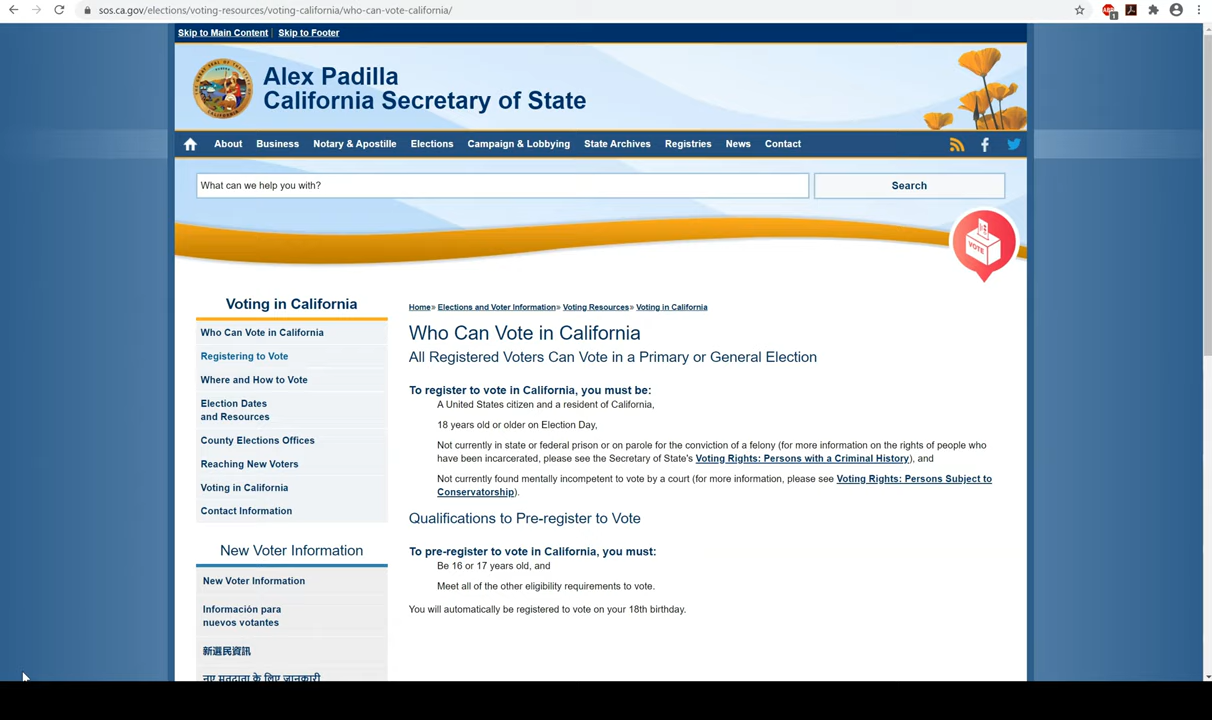 sos.ca.gov/elections/voting-resources/voting-california/who-can-vote-california/
ABP
1
Skip to Main Content | Skip to Footer
Alex Padilla
California Secretary of State
About Business Notary & Apostille Elections Campaign & Lobbying State Archives Registries News Contact
What can we help you with? Search
VOTE
Voting in California
Who Can Vote in California
Registering to Vote
Where and How to Vote
Election Dates
and Resources
County Elections Offices
Reaching New Voters
Voting in California
Contact Information
New Voter Information
New Voter Information
Información para
nuevos votantes
新選民資訊
नए मतदाता के लिए जानकारी
Home» Elections and Voter Information» Voting Resources» Voting in California
Who Can Vote in California
All Registered Voters Can Vote in a Primary or General Election
To register to vote in California, you must be:
A United States citizen and a resident of California,
18 years old or older on Election Day,
Not currently in state or federal prison or on parole for the conviction of a felony (for more information on the rights of people who
have been incarcerated, please see the Secretary of State's Voting Rights: Persons with a Criminal History), and
Not currently found mentally incompetent to vote by a court (for more information, please see Voting Rights: Persons Subject to
Conservatorship).
Qualifications to Pre-register to Vote
To pre-register to vote in California, you must:
Be 16 or 17 years old, and
Meet all of the other eligibility requirements to vote.
You will automatically be registered to vote on your 18th birthday.